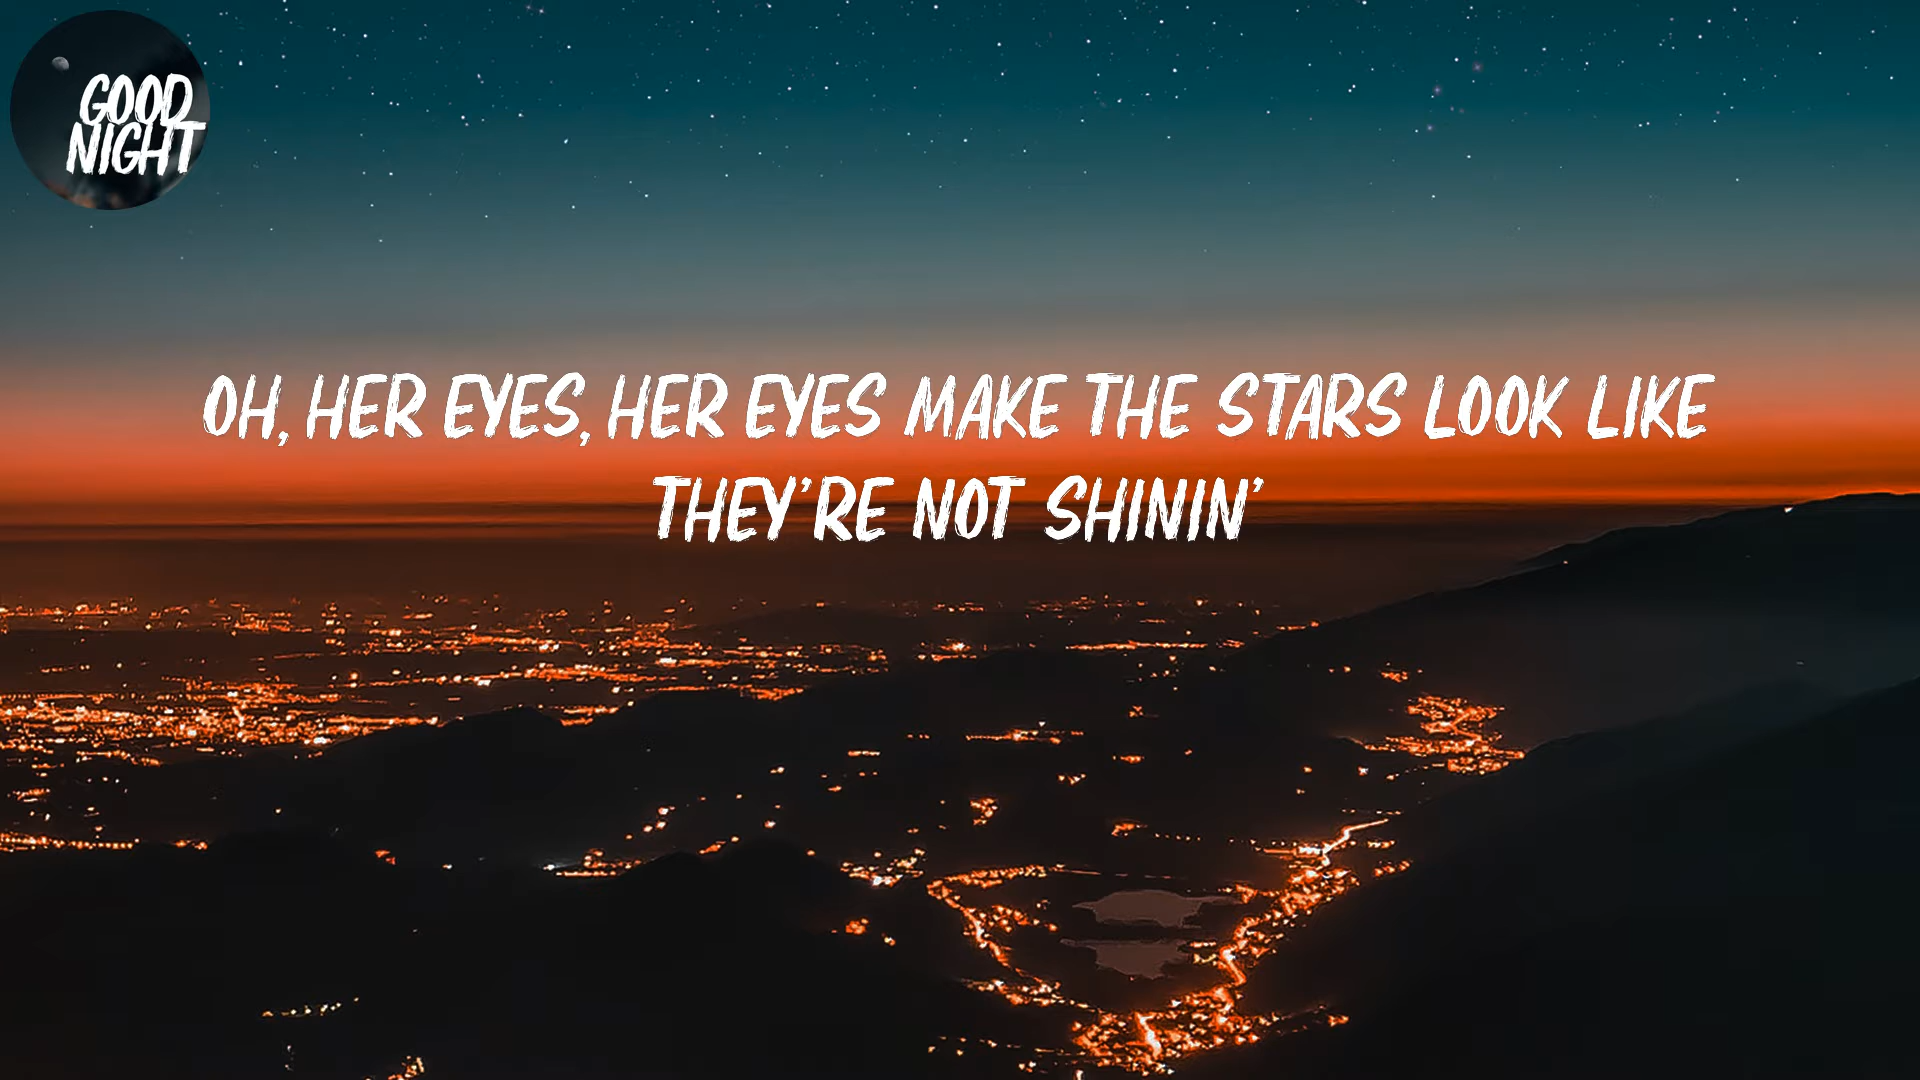 GOOD
NIGHT
OH, HER EYES, HER EYES MAKE THE STARS LOOK LIKE
THEY'RE NOT SHININ'